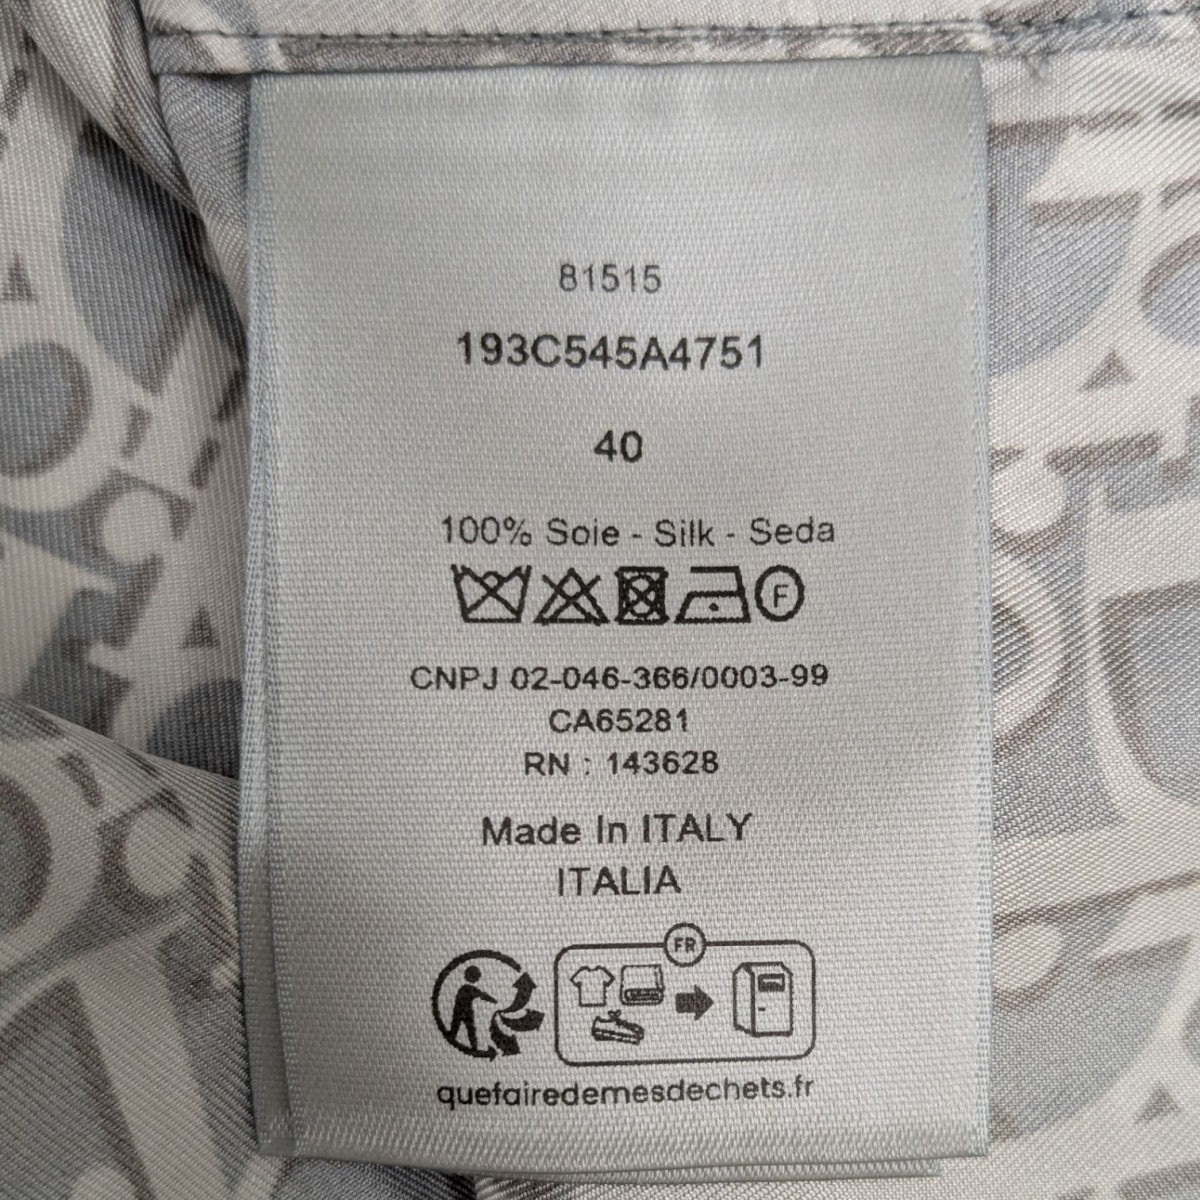 81515
193C545A4751
40
100% Soie - Silk - Seda
F
CNPJ 02-046-366/0003-99
CA65281
RN : 143628
Made In ITALY
ITALIA
FR
quefairedemesdechets.fr